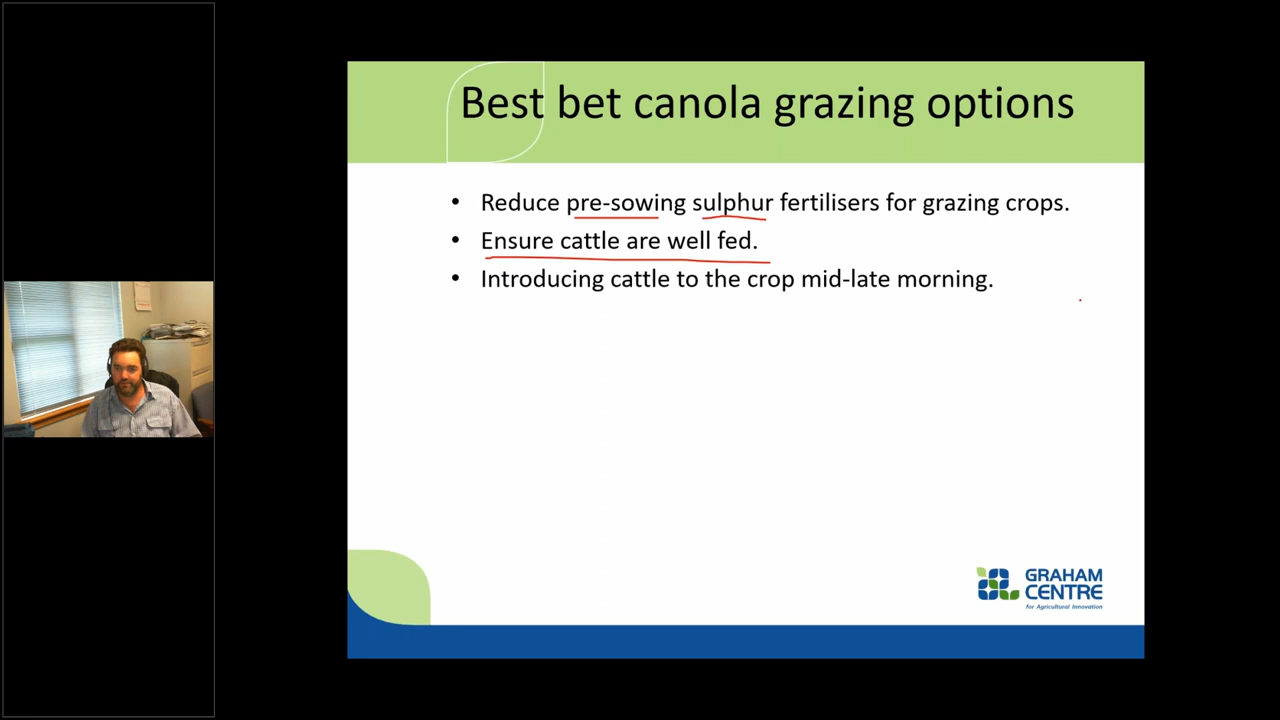 Best bet canola grazing options
• Reduce pre-sowing sulphur fertilisers for grazing crops.
• Ensure cattle are well fed.
• Introducing cattle to the crop mid-late morning.
GRAHAM
CENTRE
for Agricultural Innovation